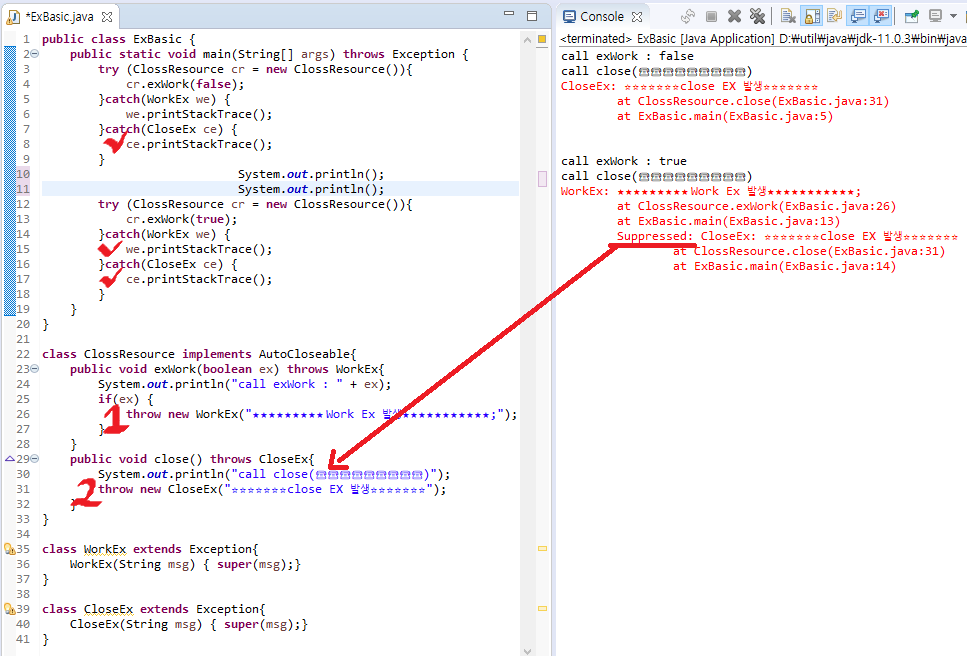 *ExBasic.java
1 public class ExBasic {
2 public static void main(String[] args) throws Exception {
3 try (ClossResource cr = new ClossResource()){
4 cr.exWork(false);
5 }catch(WorkEx we) {
6 we.printStackTrace();
7 }catch(CloseEx ce) {
8 ce.printStackTrace();
9 }
10 System.out.println();
11 System.out.println();
12 try (ClossResource cr = new ClossResource()){
13 cr.exWork(true);
14 }catch(WorkEx we) {
15 we.printStackTrace();
16 }catch(CloseEx ce) {
17 ce.printStackTrace();
18 }
19 }
20 }
21
22 class ClossResource implements AutoCloseable{
23 public void exWork(boolean ex) throws WorkEx{
24 System.out.println("call exWork : " + ex);
25 if(ex) {
26 throw new WorkEx("★★★★★★★★★Work Ex 발생★★★★★★★★★★★;");
27 }
1
28 }
29 public void close() throws CloseEx{
30 System.out.println("call close(☎☎☎☎☎☎☎☎☎)");
31 throw new CloseEx("☆☆☆☆☆☆☆close EX 발생☆☆☆☆☆☆☆");
2
32 }
33 }
34
35 class WorkEx extends Exception{
36 WorkEx(String msg) { super(msg);}
37 }
38
39 class CloseEx extends Exception{
40 CloseEx(String msg) { super(msg);}
41 }
Console
<terminated> ExBasic [Java Application] D:₩util₩java₩jdk-11.0.3₩bin₩java
call exWork : false
call close(☎☎☎☎☎☎☎☎☎)
CloseEx: ☆☆☆☆☆☆☆close EX 발생☆☆☆☆☆☆☆
at ClossResource.close(ExBasic.java:31)
at ExBasic.main(ExBasic.java:5)
call exWork : true
call close(☎☎☎☎☎☎☎☎☎)
WorkEx: ★★★★★★★★★Work Ex 발생★★★★★★★★★★★;
at ClossResource.exWork(ExBasic.java:26)
at ExBasic.main(ExBasic.java:13)
Suppressed: CloseEx: ☆☆☆☆☆☆☆close EX 발생☆☆☆☆☆☆☆
at ClossResource.close(ExBasic.java:31)
at ExBasic.main(ExBasic.java:14)